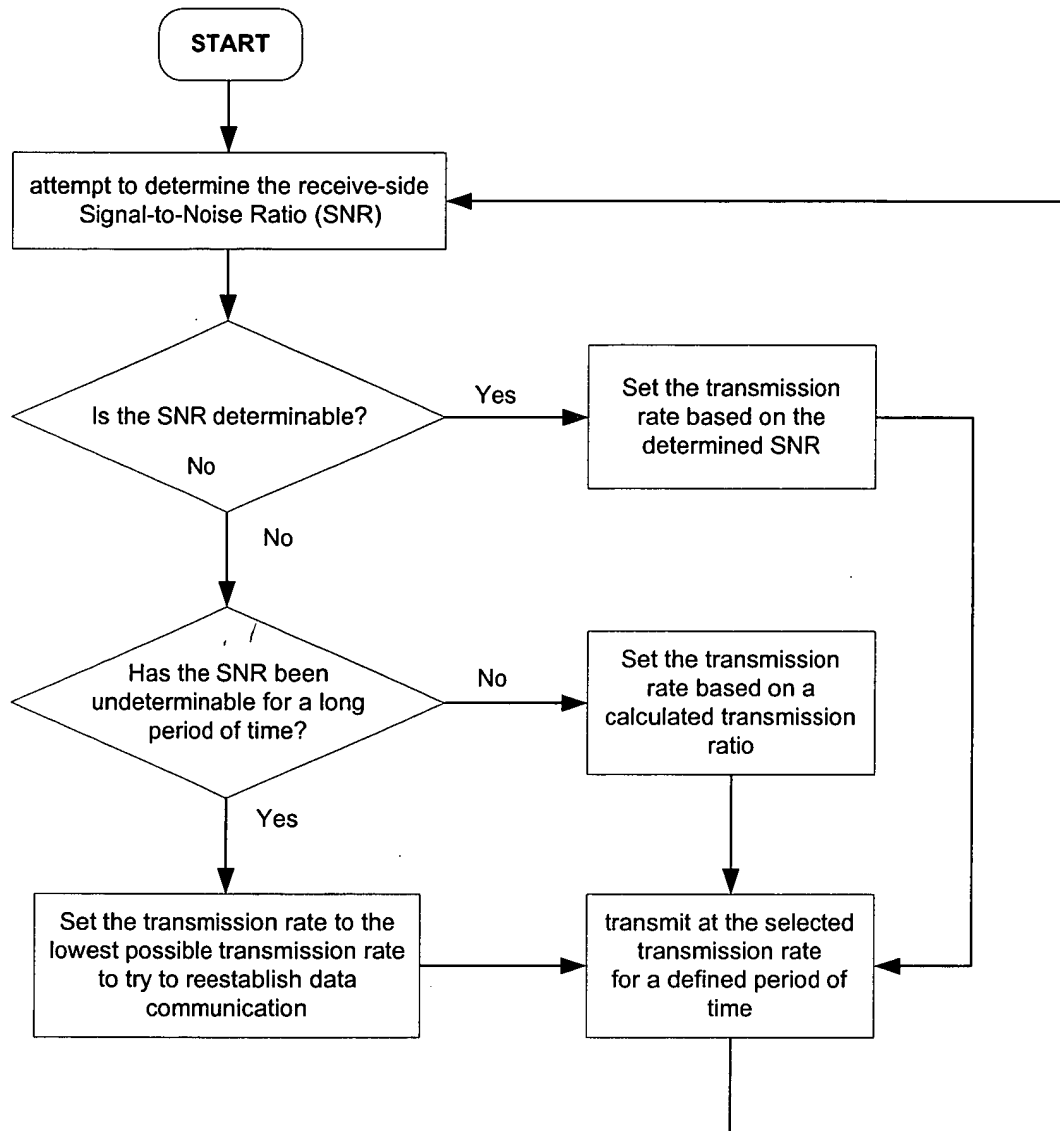 START
attempt to determine the receive-side
Signal-to-Noise Ratio (SNR)
Is the SNR determinable?
No
Yes
Set the transmission
rate based on the
determined SNR
No
Has the SNR been
undeterminable for a long
period of time?
No
Set the transmission
rate based on a
calculated transmission
ratio
Yes
Set the transmission rate to the
lowest possible transmission rate
to try to reestablish data
communication
transmit at the selected
transmission rate
for a defined period of
time